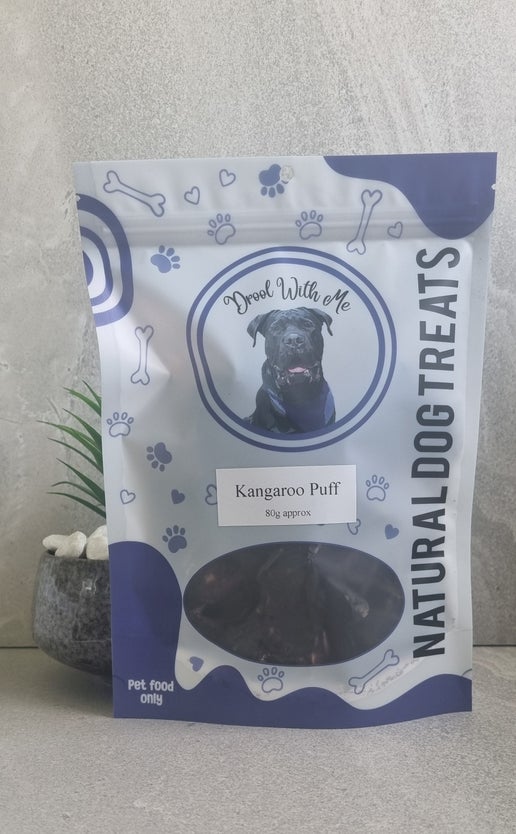 Drool With Me
NATURAL DOG TREATS
Kangaroo Puff
80g approx
Pet food
only